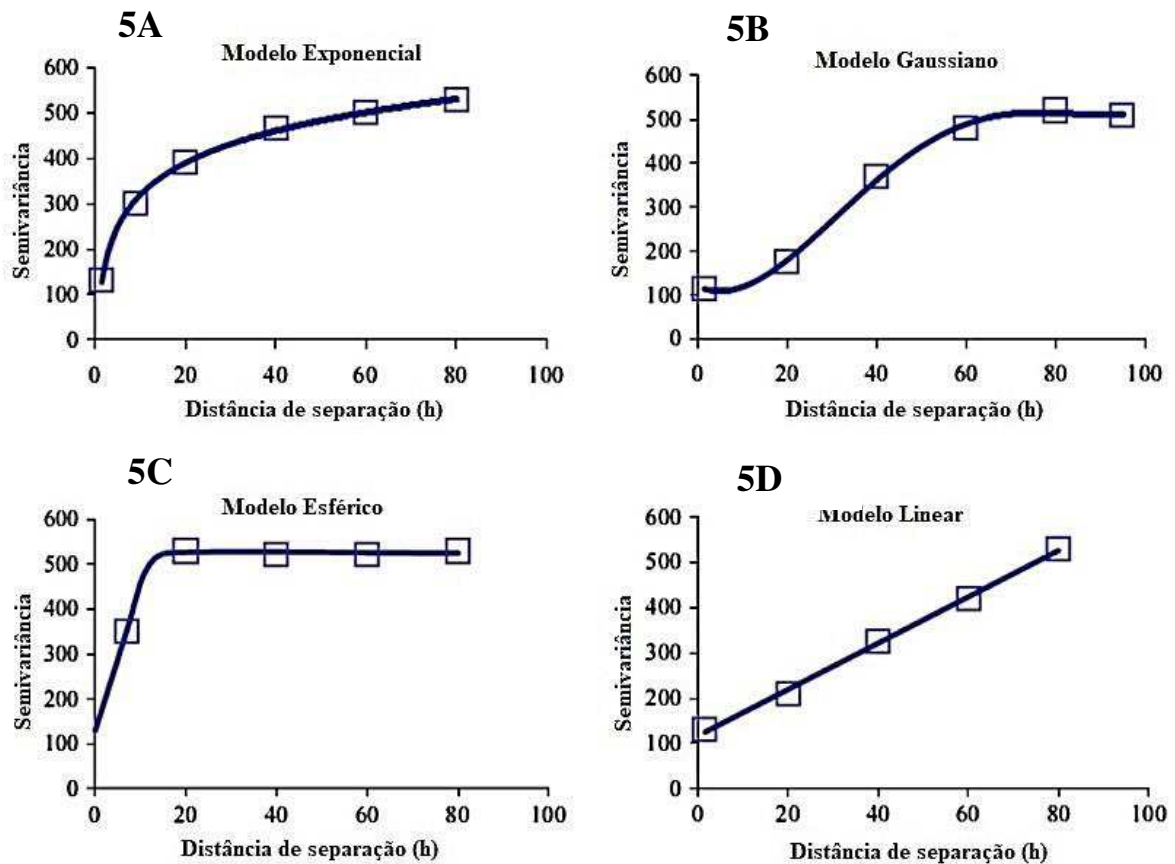 5A
Modelo Exponencial
Semivariância
600
500
400
300
200
100
0
0 20 40 60 80 100
Distância de separação (h)
5B
Modelo Gaussiano
Semivariância
600
500
400
300
200
100
0
0 20 40 60 80 100
Distância de separação (h)
5C
Modelo Esférico
Semivariância
600
500
400
300
200
100
0
0 20 40 60 80 100
Distância de separação (h)
5D
Modelo Linear
Semivariância
600
500
400
300
200
100
0
0 20 40 60 80 100
Distância de separação (h)